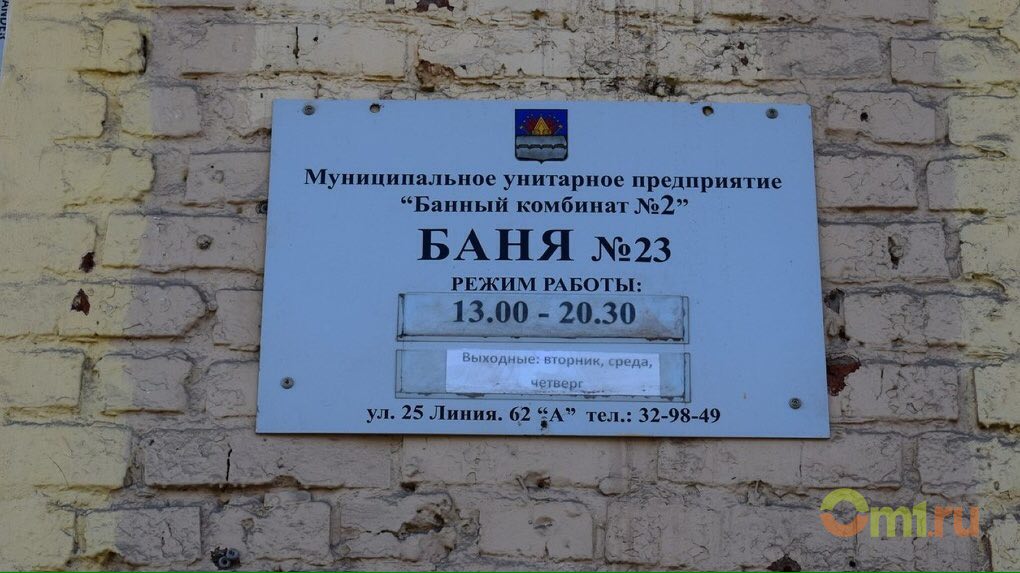 Муниципальное унитарное предприятие
“Банный комбинат №2”
БАНЯ №23
РЕЖИМ РАБОТЫ:
13.00 - 20.30
Выходные: вторник, среда,
четверг
ул. 25 Линия. 62 “А” тел.: 32-98-49
Om1.ru